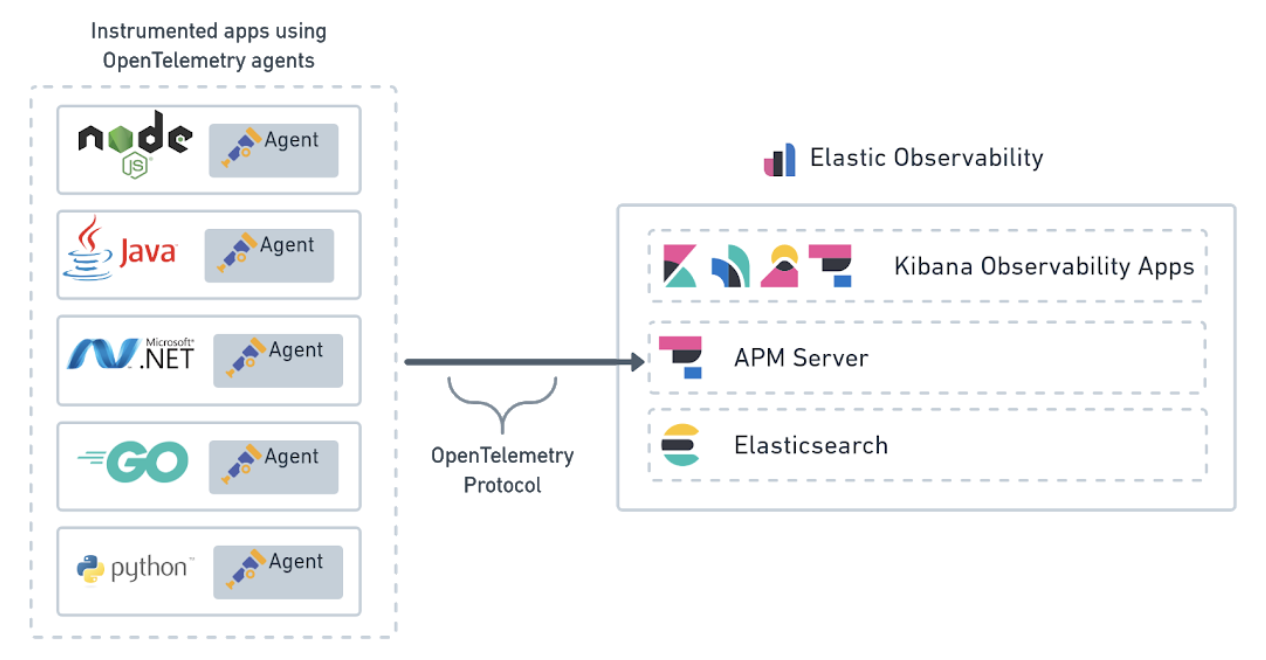 Instrumented apps using
OpenTelemetry agents
node
JS
Agent
Java
Agent
Microsoft
.NET
Agent
GO
Agent
python
Agent
OpenTelemetry
Protocol
Elastic Observability
Kibana Observability Apps
APM Server
Elasticsearch